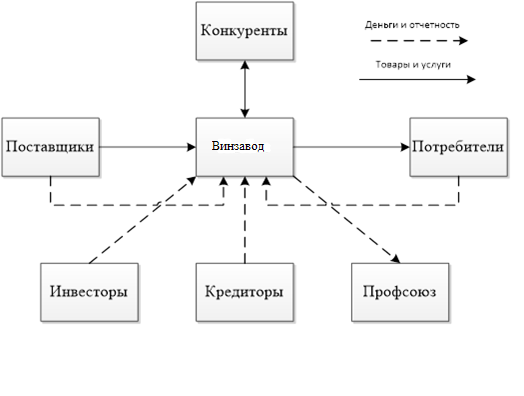 Конкуренты
Деньги и отчетность
Товары и услуги
Поставщики
Винзавод
Потребители
Инвесторы
Кредиторы
Профсоюз